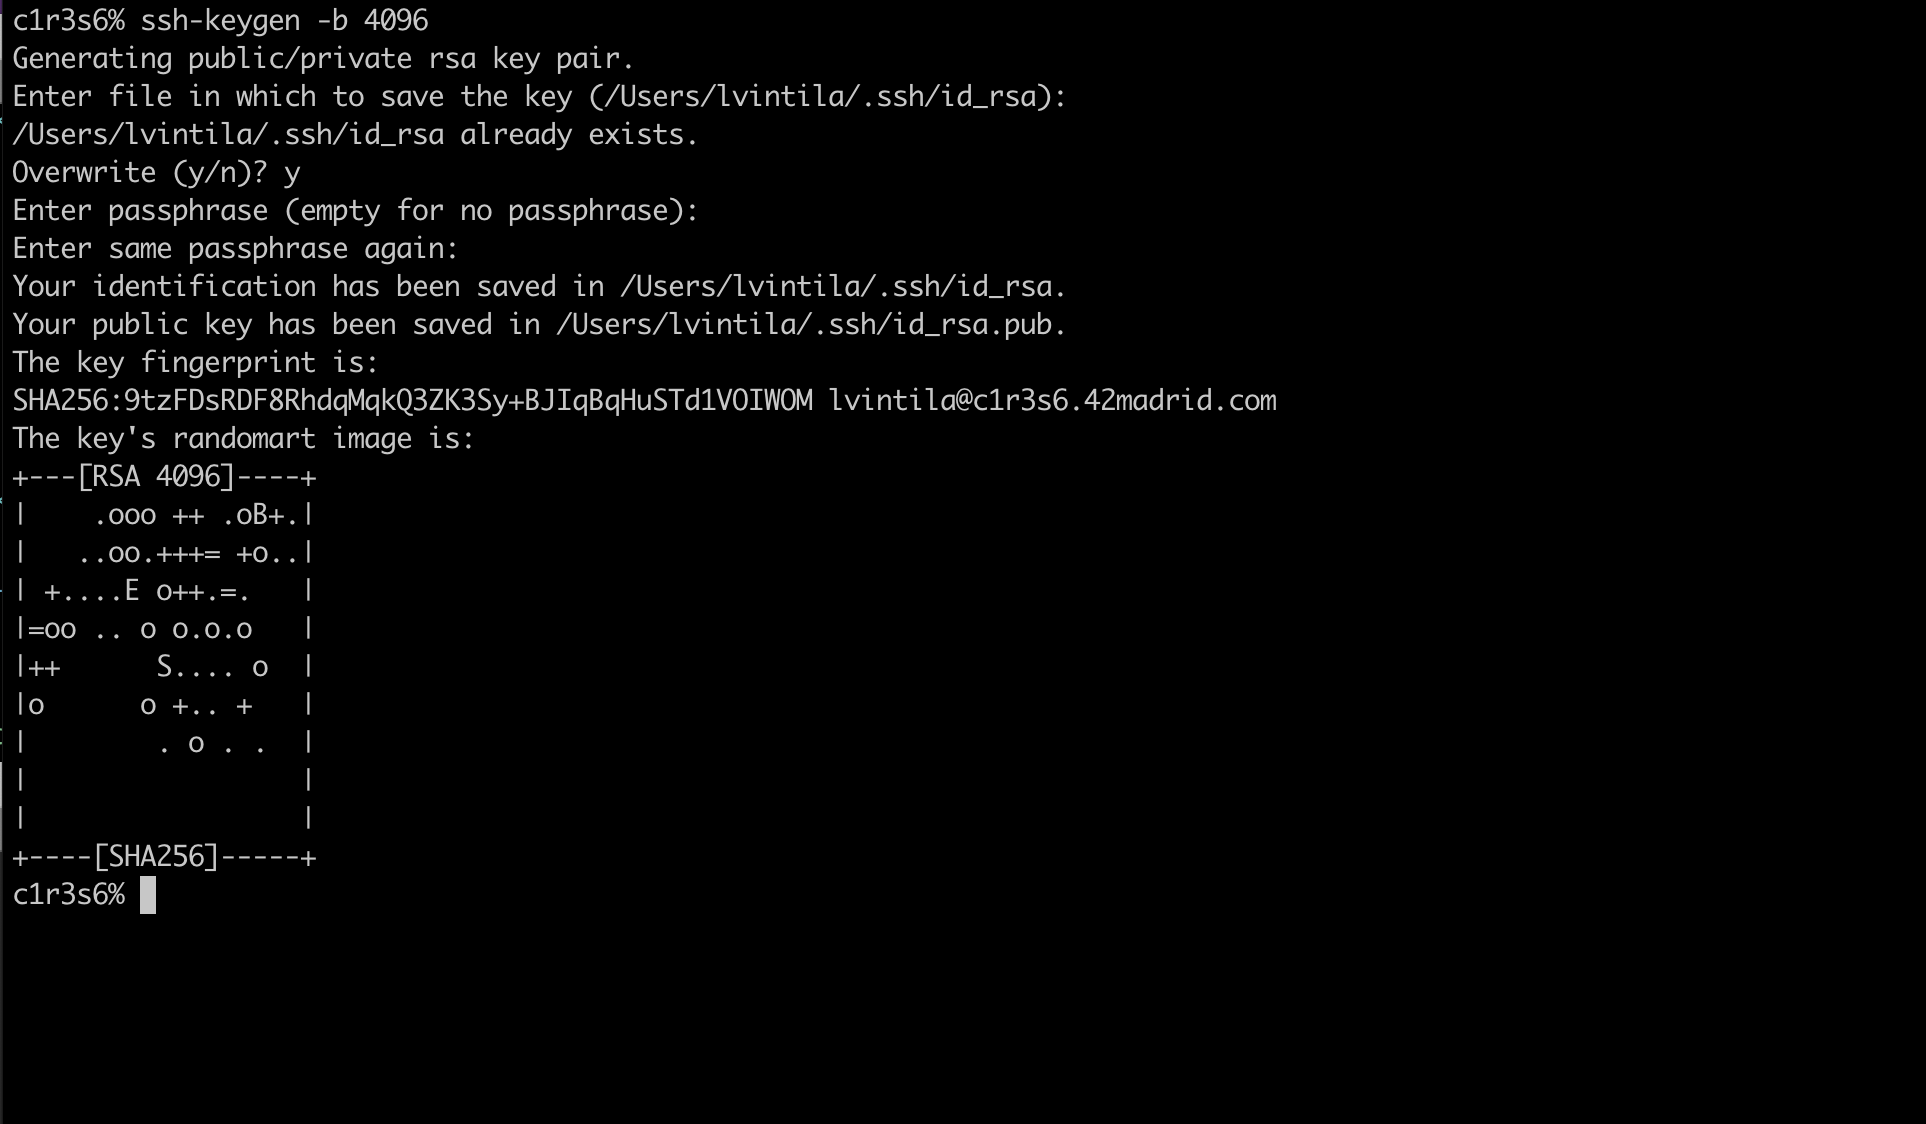 c1r3s6% ssh-keygen -b 4096
Generating public/private rsa key pair.
Enter file in which to save the key (/Users/lvintila/.ssh/id_rsa):
/Users/lvintila/.ssh/id_rsa already exists.
Overwrite (y/n)? y
Enter passphrase (empty for no passphrase):
Enter same passphrase again:
Your identification has been saved in /Users/lvintila/.ssh/id_rsa.
Your public key has been saved in /Users/lvintila/.ssh/id_rsa.pub.
The key fingerprint is:
SHA256:9tzFDsRDF8RhdqMqkQ3ZK3Sy+BJIqBqHuSTd1VOIWOM lvintila@c1r3s6.42madrid.com
The key's randomart image is:
+---[RSA 4096]----+
|    .ooo ++ .oB+.|
|   ..oo.+++= +o..|
| +....E o++.=.   |
|=oo .. o o.o.o   |
|++      S.... o  |
|o      o +.. +   |
|        . o . .  |
|                 |
|                 |
+----[SHA256]-----+
c1r3s6%